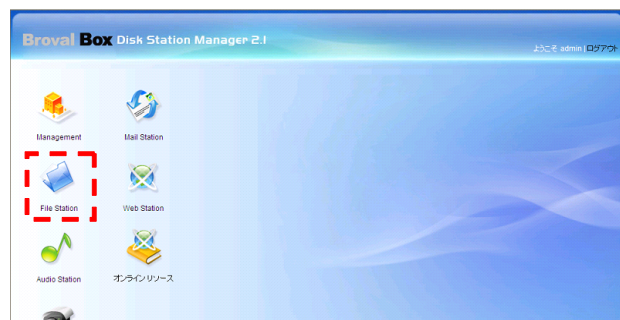 Broval Box Disk Station Manager 2.1
ようこそ admin | ログアウト
Management
Mail Station
File Station
Web Station
Audio Station
オンライン リソース